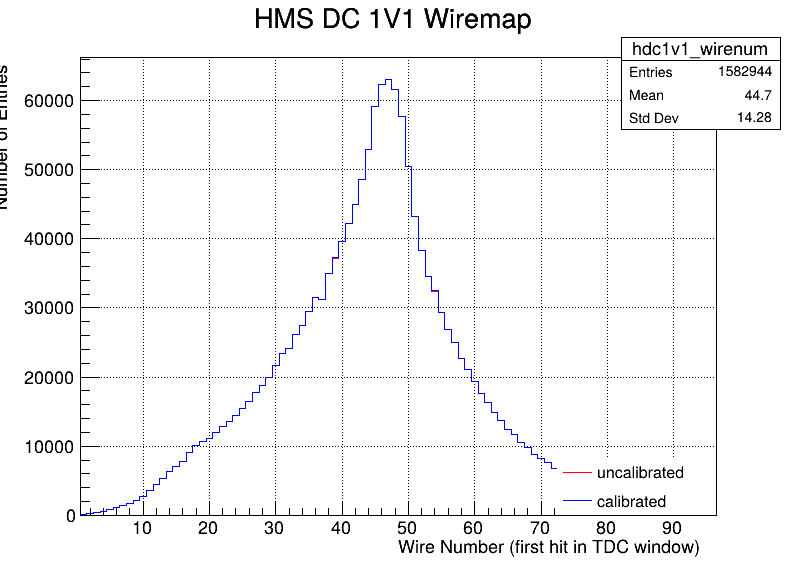 HMS DC 1V1 Wiremap
hdc1v1_wirenum
Entries 1582944
Mean 44.7
Std Dev 14.28
Number of Entries
60000
50000
40000
30000
20000
10000
0
uncalibrated
calibrated
10 20 30 40 50 60 70 80 90
Wire Number (first hit in TDC window)